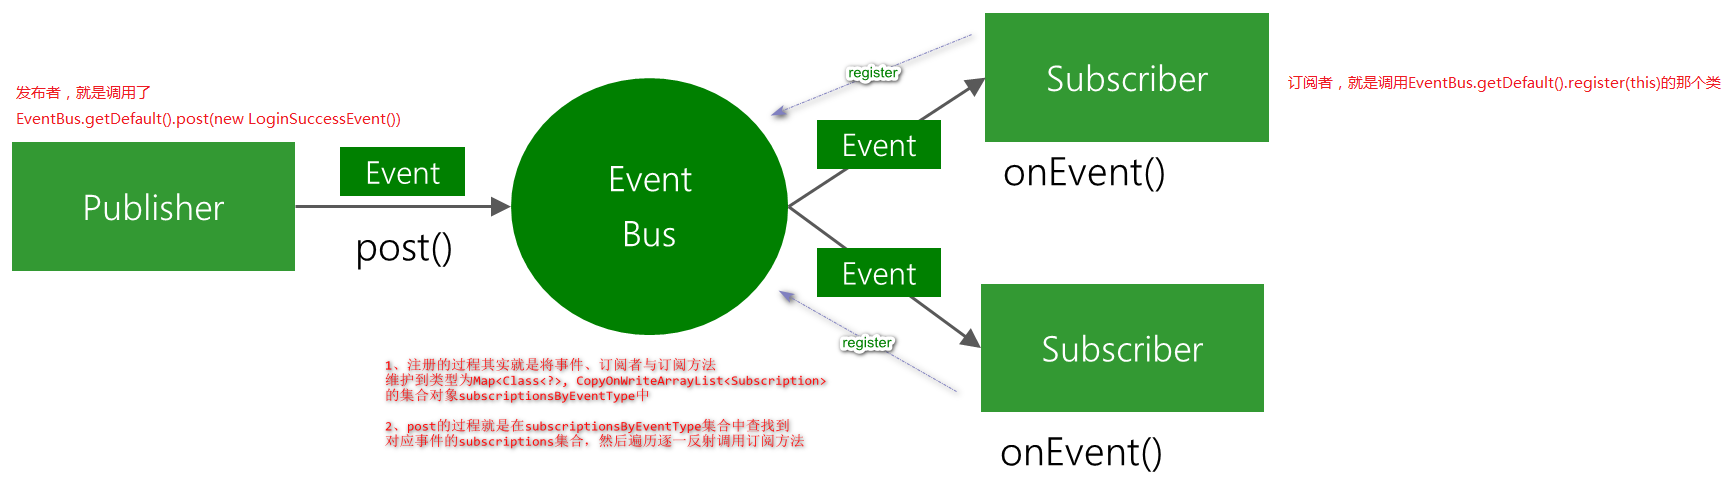 发布者，就是调用了
EventBus.getDefault().post(new LoginSuccessEvent())
Publisher
Event
post()
Event
Bus
register
Event
Subscriber
onEvent()
订阅者，就是调用EventBus.getDefault().register(this)的那个类
Event
register
Subscriber
onEvent()
1、注册的过程其实就是将事件、订阅者与订阅方法
维护到类型为Map<Class<?>, CopyOnWriteArrayList<Subscription>
的集合对象subscriptionsByEventType中
2、post的过程就是在subscriptionsByEventType集合中查找到
对应事件的subscriptions集合，然后遍历逐一反射调用订阅方法